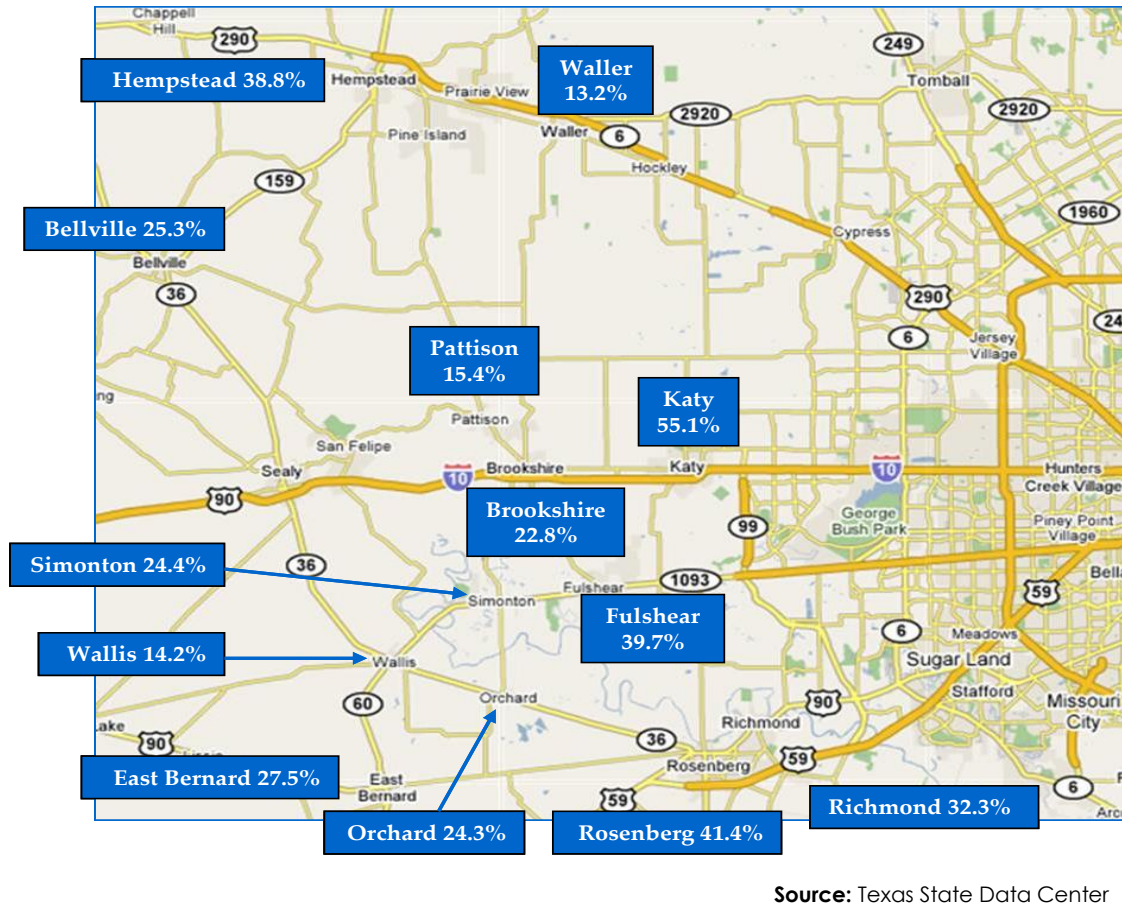 Chappell
Hill
290
249
Hempstead 38.8%
Hempstead
Waller
13.2%
Tomball
Prairie View
2920
2920
Pine Island
Waller
6
Hockley
159
1960
Bellville 25.3%
Cypress
Bellville
36
290
24
6
Jersey
Village
Pattison
15.4%
Katy
55.1%
ng
Pattison
San Felipe
Sealy
Brookshire
Katy
10
10
Hunters
Creek Village
90
Brookshire
22.8%
George
Bush Park
99
Piney Point
Village
Simonton 24.4%
36
Fulshear
1093
Bella
59
Simonton
Fulshear
39.7%
6
Meadows
Wallis 14.2%
Wallis
Sugar Land
Stafford
60
Orchard
90
Missouri
City
Lake
Richmond
90
36
59
Rosenberg
East Bernard 27.5%
East
Bernard
59
6
Richmond 32.3%
Arc
Orchard 24.3%
Rosenberg 41.4%
Source: Texas State Data Center